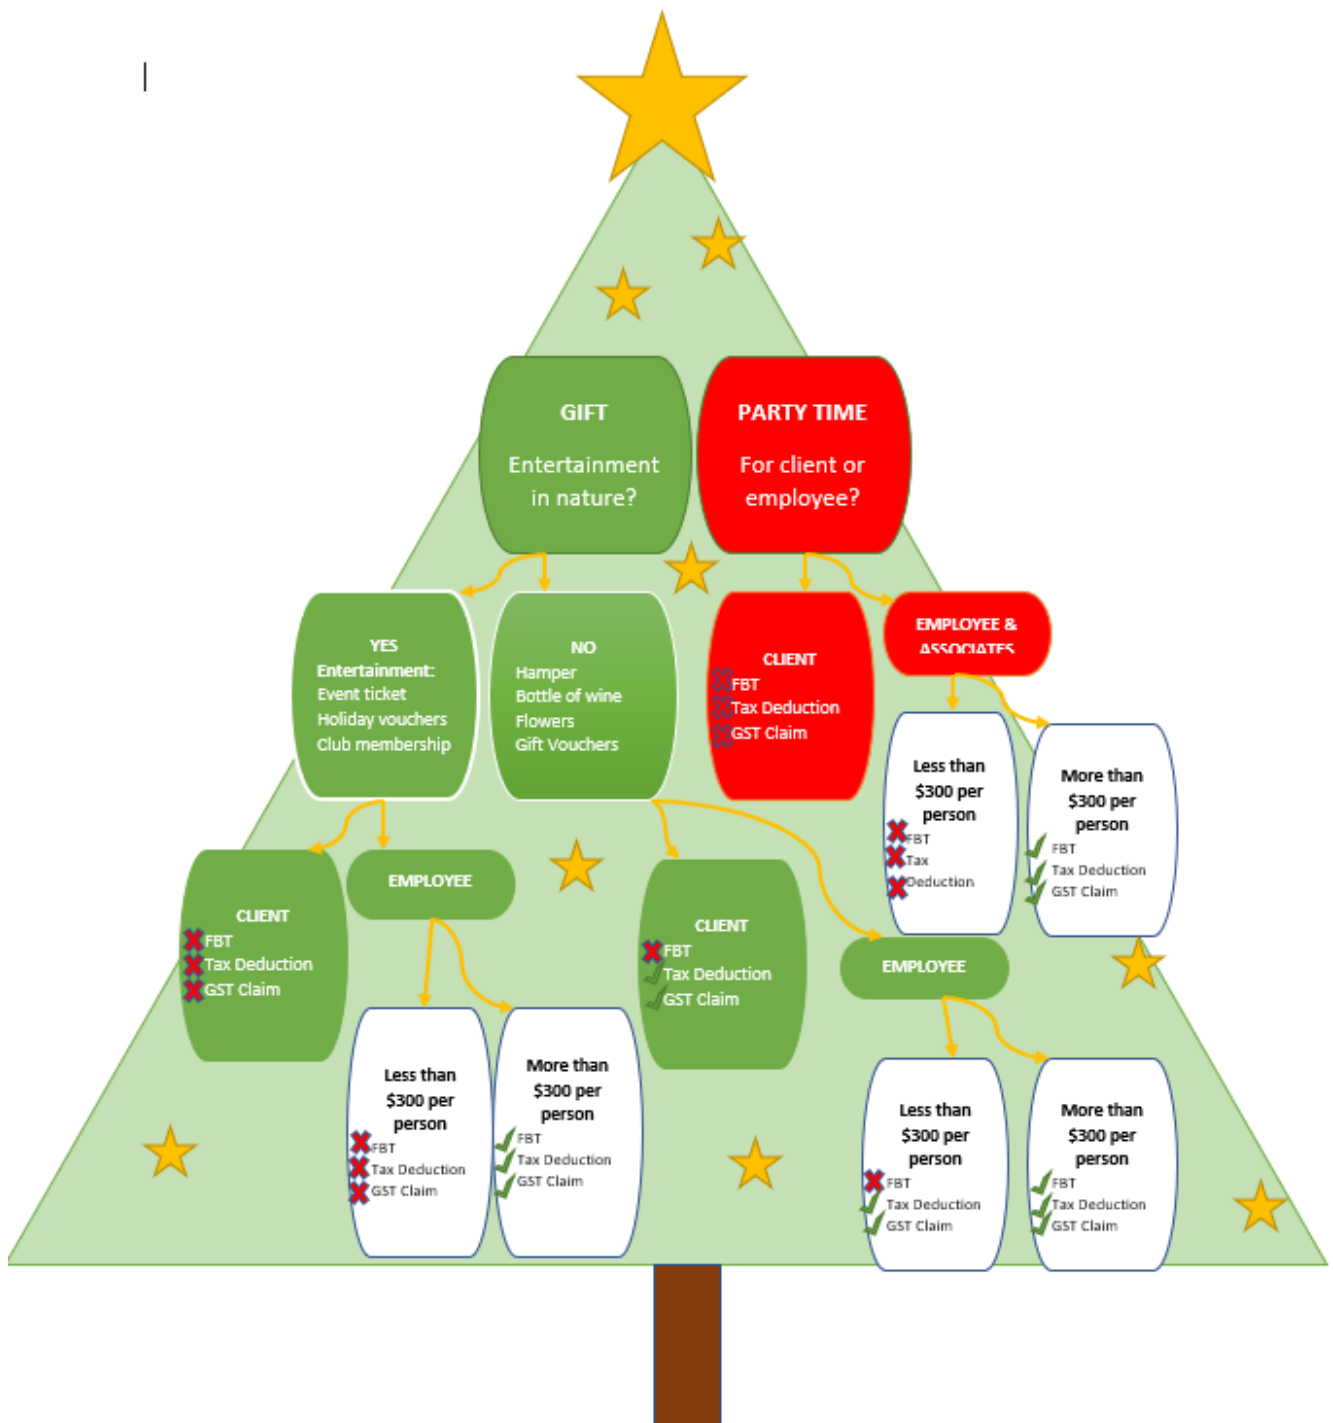 GIFT
Entertainment
in nature?
PARTY TIME
For client or
employee?
YES
Entertainment:
Event ticket
Holiday vouchers
Club membership
NO
Hamper
Bottle of wine
Flowers
Gift Vouchers
CLIENT
FBT
Tax Deduction
GST Claim
EMPLOYEE &
ASSOCIATES
Less than
$300 per
person
FBT
Tax
Deduction
More than
$300 per
person
FBT
Tax Deduction
GST Claim
CLIENT
FBT
Tax Deduction
GST Claim
EMPLOYEE
Less than
$300 per
person
FBT
Tax Deduction
GST Claim
More than
$300 per
person
FBT
Tax Deduction
GST Claim
CLIENT
FBT
Tax Deduction
GST Claim
EMPLOYEE
Less than
$300 per
person
FBT
Tax Deduction
GST Claim
More than
$300 per
person
FBT
Tax Deduction
GST Claim